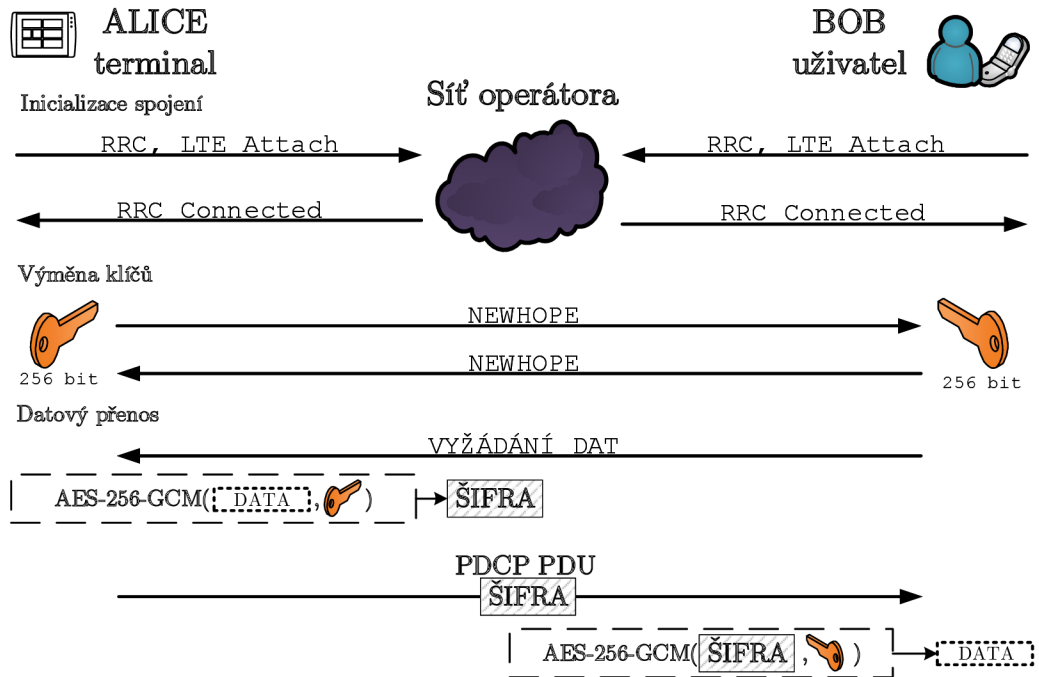 ALICE
terminal
BOB
uživatel
Síť operátora
Inicializace spojení
RRC, LTE Attach
RRC, LTE Attach
RRC Connected
RRC Connected
Výměna klíčů
NEWHOPE
NEWHOPE
256 bit
256 bit
Datový přenos
VYŽÁDÁNÍ DAT
AES-256-GCM( DATA , )
ŠIFRA
PDCP PDU
ŠIFRA
AES-256-GCM( ŠIFRA , )
DATA